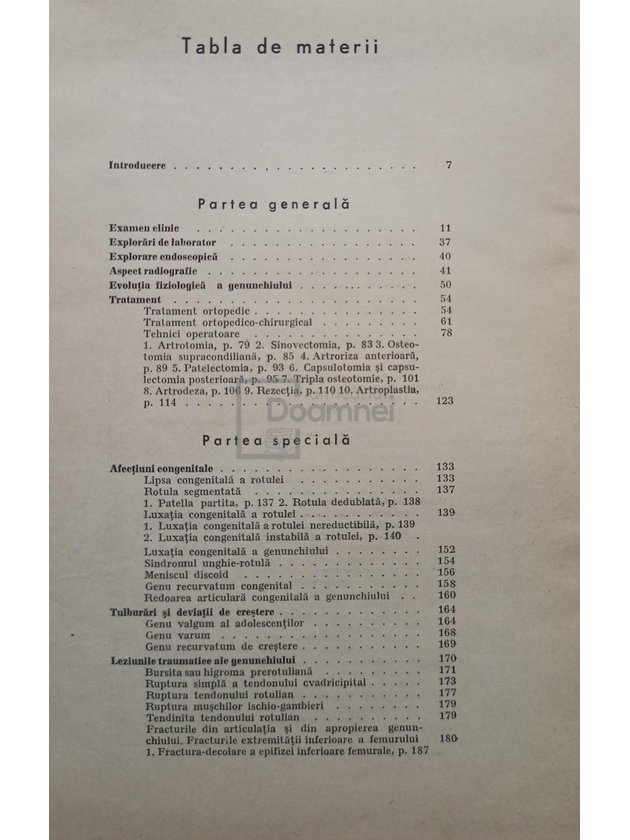 Tabla de materii
Introducere . . . . . . . . . . . . . . . . . . . . . . 7
Partea generală
Examen clinic . . . . . . . . . . . . . . . . . . 11
Explorări de laborator . . . . . . . . . . . . . . . . . 37
Explorare endoscopică . . . . . . . . . . . . . . . . . 40
Aspect radiografic . . . . . . . . . . . . . . . . . . . 41
Evoluția fiziologică a genunchiului . . . . . . . . . . . 50
Tratament . . . . . . . . . . . . . . . . . . . . . . 54
Tratament ortopedic . . . . . . . . . . . . . . . 54
Tratament ortopedico-chirurgical . . . . . . . . . 61
Tehnici operatoare . . . . . . . . . . . . . . . . 78
1. Artrotomia, p. 79 2. Sinovectomia, p. 83 3. Osteo-
tomia supracondiliană, p. 85 4. Artroriza anterioară,
p. 89 5. Patelectomia, p. 93 6. Capsulotomia și capsu-
lectomia posterioară, p. 95 7. Tripla osteotomie, p. 101
8. Artrodeza, p. 106 9. Rezecția, p. 110 10. Artroplastia,
p. 114 . . . . . . . . . . . . . . . . . . . . . 123
Doamnei
Partea specială
Afecțiuni congenitale . . . . . . . . . . . . . . . . . . 133
Lipsa congenitală a rotulei . . . . . . . . . . . . 133
Rotula segmentată . . . . . . . . . . . . . . . 137
1. Patella partita, p. 137 2. Rotula dedublată, p. 138
Luxația congenitală a rotulei . . . . . . . . . . . 139
1. Luxația congenitală a rotulei nereductibilă, p. 139
2. Luxația congenitală instabilă a rotulei, p. 140 .
Luxația congenitală a genunchiului . . . . . . . . 152
Sindromul unghie-rotulă . . . . . . . . . . . . . 154
Meniscul discoid . . . . . . . . . . . . . . . . 156
Genu recurvatum congenital . . . . . . . . . . . 158
Redoarea articulară congenitală a genunchiului . . 160
Tulburări și deviații de creștere . . . . . . . . . . . . . 164
Genu valgum al adolescenților . . . . . . . . . . 164
Genu varum . . . . . . . . . . . . . . . . . . 168
Genu recurvatum de creștere . . . . . . . . . . . 169
Leziunile traumatice ale genunchiului . . . . . . . . . . . 170
Bursita sau higroma prerotuliană . . . . . . . . . 171
Ruptura simplă a tendonului cvadricipital . . . . . 173
Ruptura tendonului rotulian . . . . . . . . . . . 177
Ruptura mușchilor ischio-gambieri . . . . . . . . 179
Tendinita tendonului rotulian . . . . . . . . . . 179
Fracturile din articulația și din apropierea genun-
chiului. Fracturile extremității inferioare a femurului 180
1. Fractura-decolare a epifizei inferioare femurale, p. 187